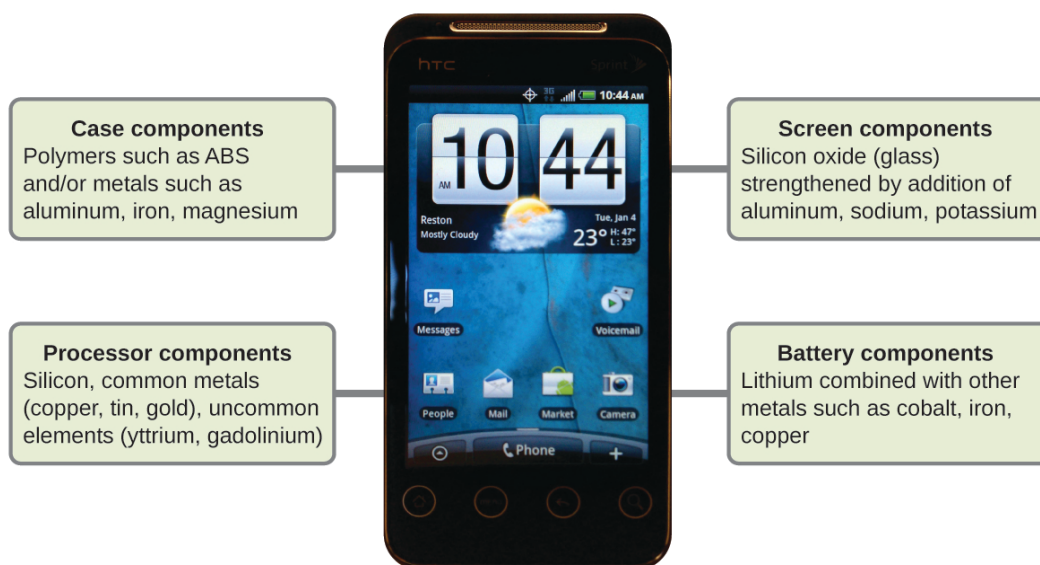 hTC
Sprint
3G
10:44 AM
10 44
AM
Reston
Mostly Cloudy
Tue, Jan 4
23° H: 47°
L: 23°
Messages
Voicemail
People
Mail
Market
Camera
Phone
Case components
Polymers such as ABS
and/or metals such as
aluminum, iron, magnesium
Processor components
Silicon, common metals
(copper, tin, gold), uncommon
elements (yttrium, gadolinium)
Screen components
Silicon oxide (glass)
strengthened by addition of
aluminum, sodium, potassium
Battery components
Lithium combined with other
metals such as cobalt, iron,
copper